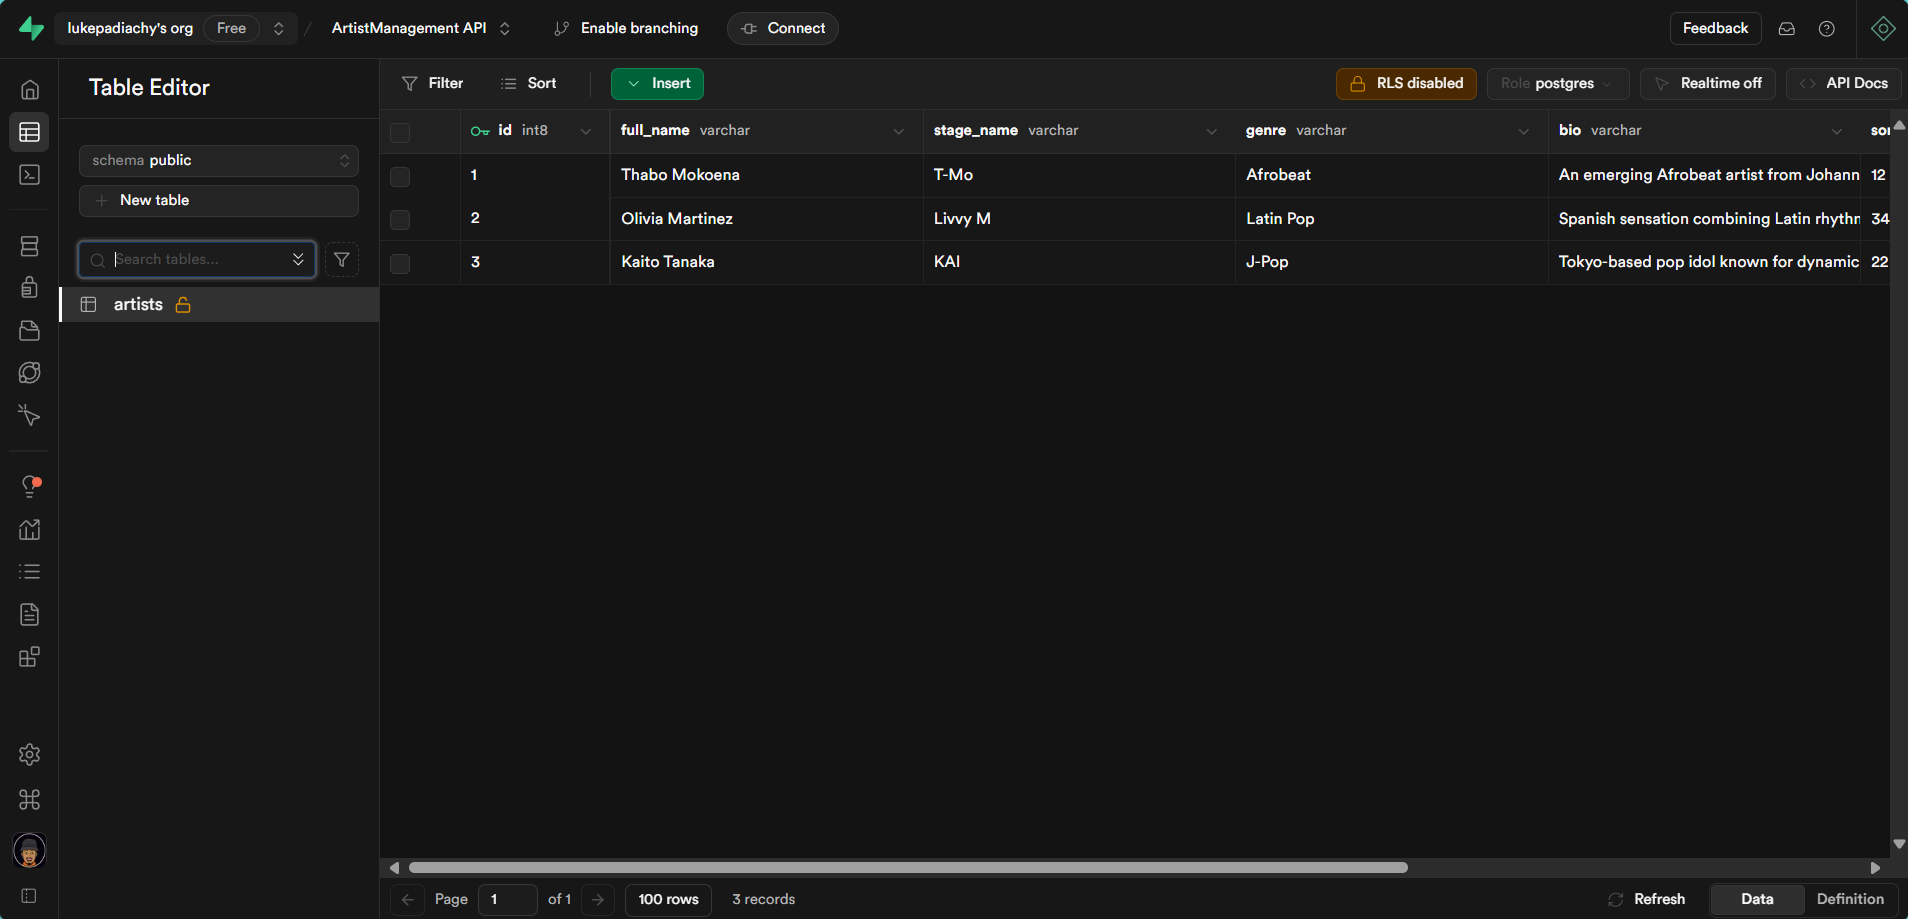 lukepadiachy's org Free / ArtistManagement API Enable branching Connect Feedback
Table Editor
Filter Sort Insert RLS disabled Role postgres Realtime off API Docs
schema public
New table
Search tables...
artists
id int8 full_name varchar stage_name varchar genre varchar bio varchar
1 Thabo Mokoena T-Mo Afrobeat An emerging Afrobeat artist from Johann 12
2 Olivia Martinez Livvy M Latin Pop Spanish sensation combining Latin 34
3 Kaito Tanaka KAI J-Pop Tokyo-based pop idol known for dynamic 22
Page 1 of 1 100 rows 3 records Refresh Data Definition